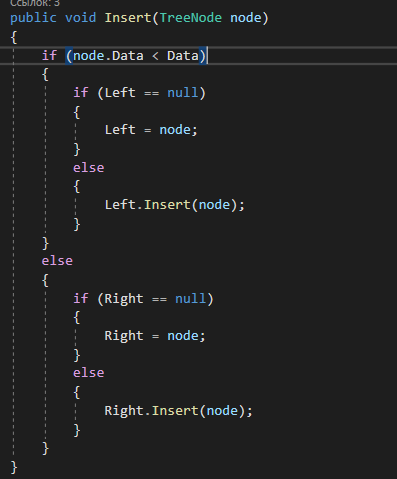 Ссылок: 3
public void Insert(TreeNode node)
{
    if (node.Data < Data)
    {
        if (Left == null)
        {
            Left = node;
        }
        else
        {
            Left.Insert(node);
        }
    }
    else
    {
        if (Right == null)
        {
            Right = node;
        }
        else
        {
            Right.Insert(node);
        }
    }
}